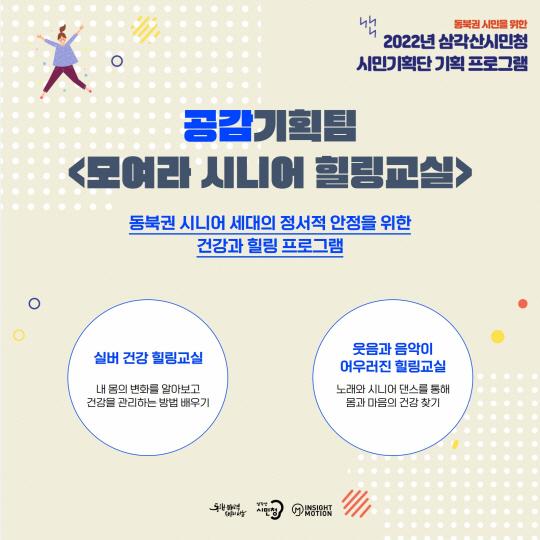 동북권 시민을 위한
2022년 삼각산시민청
시민기획단 기획 프로그램
공감기획팀
<모여라 시니어 힐링교실>
동북권 시니어 세대의 정서적 안정을 위한
건강과 힐링 프로그램
실버 건강 힐링교실
내 몸의 변화를 알아보고
건강을 관리하는 방법 배우기
웃음과 음악이
어우러진 힐링교실
노래와 시니어 댄스를 통해
몸과 마음의 건강 찾기
삼각산
시민청
INSIGHT
MOTION